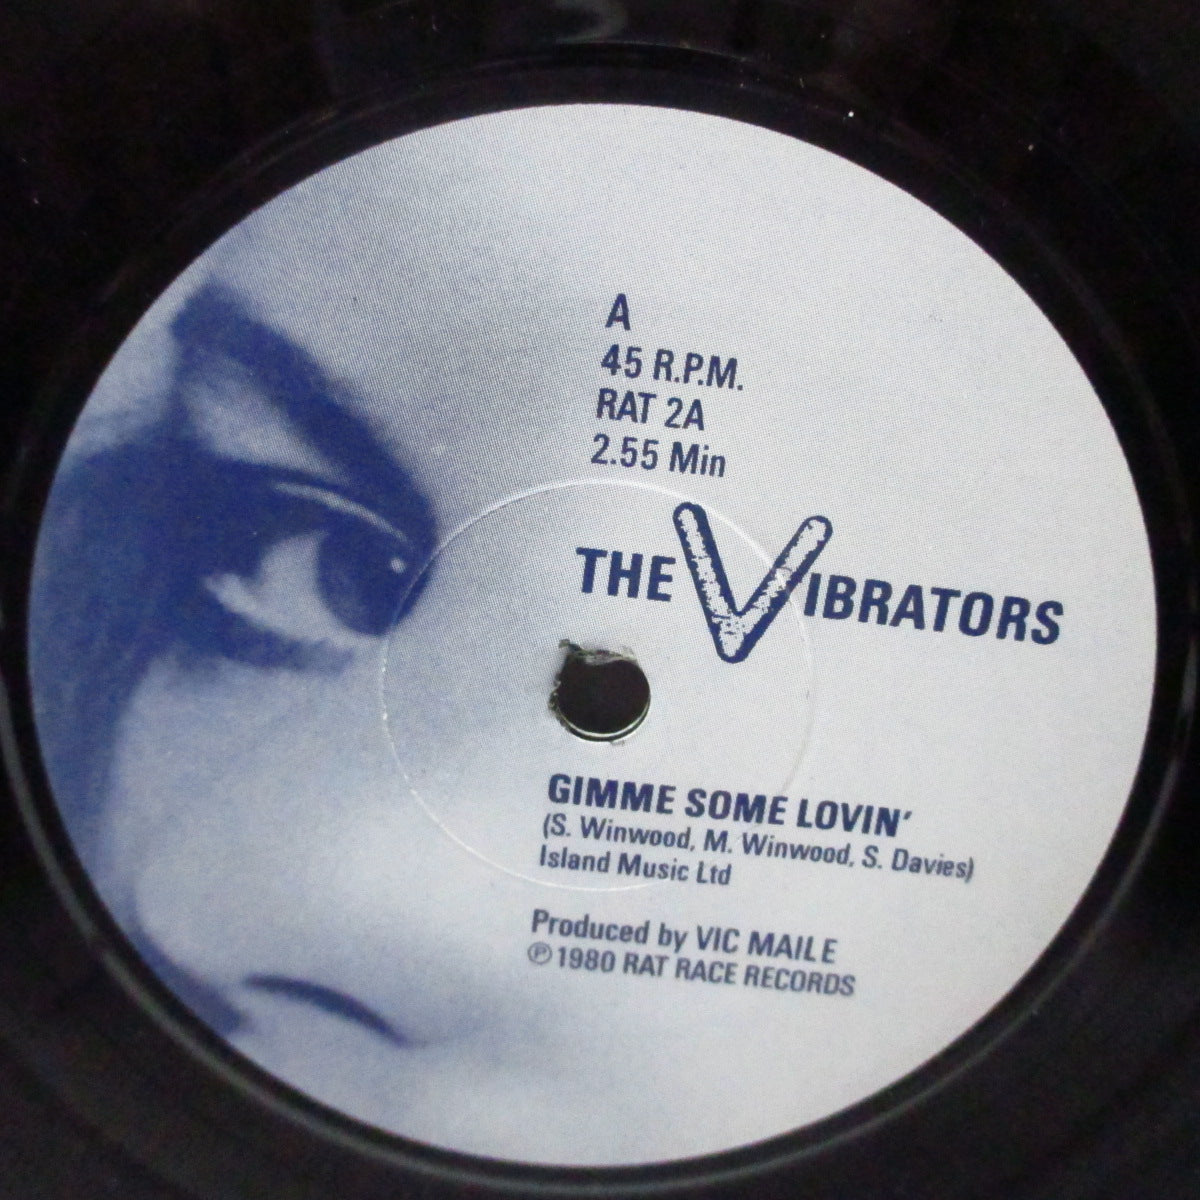 A
45 R.P.M.
RAT 2A
2.55 Min
THE VIBRATORS
GIMME SOME LOVIN'
(S. Winwood, M. Winwood, S. Davies)
Island Music Ltd
Produced by VIC MAILE
℗1980 RAT RACE RECORDS